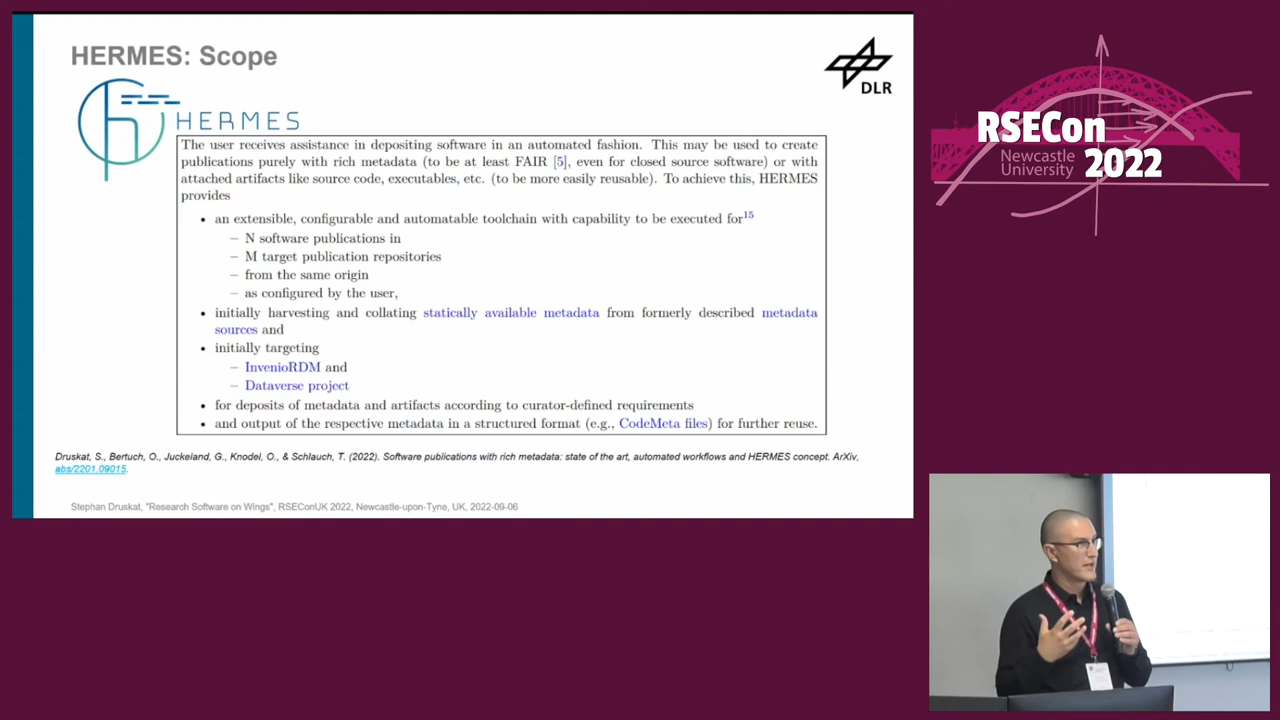 HERMES: Scope
DLR
HERMES
The user receives assistance in depositing software in an automated fashion. This may be used to create
publications purely with rich metadata (to be at least FAIR [5], even for closed source software) or with
attached artifacts like source code, executables, etc. (to be more easily reusable). To achieve this, HERMES
provides
• an extensible, configurable and automatable toolchain with capability to be executed for15
– N software publications in
– M target publication repositories
– from the same origin
– as configured by the user,
• initially harvesting and collating statically available metadata from formerly described metadata
sources and
• initially targeting
– InvenioRDM and
– Dataverse project
• for deposits of metadata and artifacts according to curator-defined requirements
• and output of the respective metadata in a structured format (e.g., CodeMeta files) for further reuse.
Druskat, S., Bertuch, O., Juckeland, G., Knodel, O., & Schlauch, T. (2022). Software publications with rich metadata: state of the art, automated workflows and HERMES concept. ArXiv,
abs/2201.09015.
Stephan Druskat, "Research Software on Wings", RSEConUK 2022, Newcastle-upon-Tyne, UK, 2022-09-06
RSECon
Newcastle
University
2022